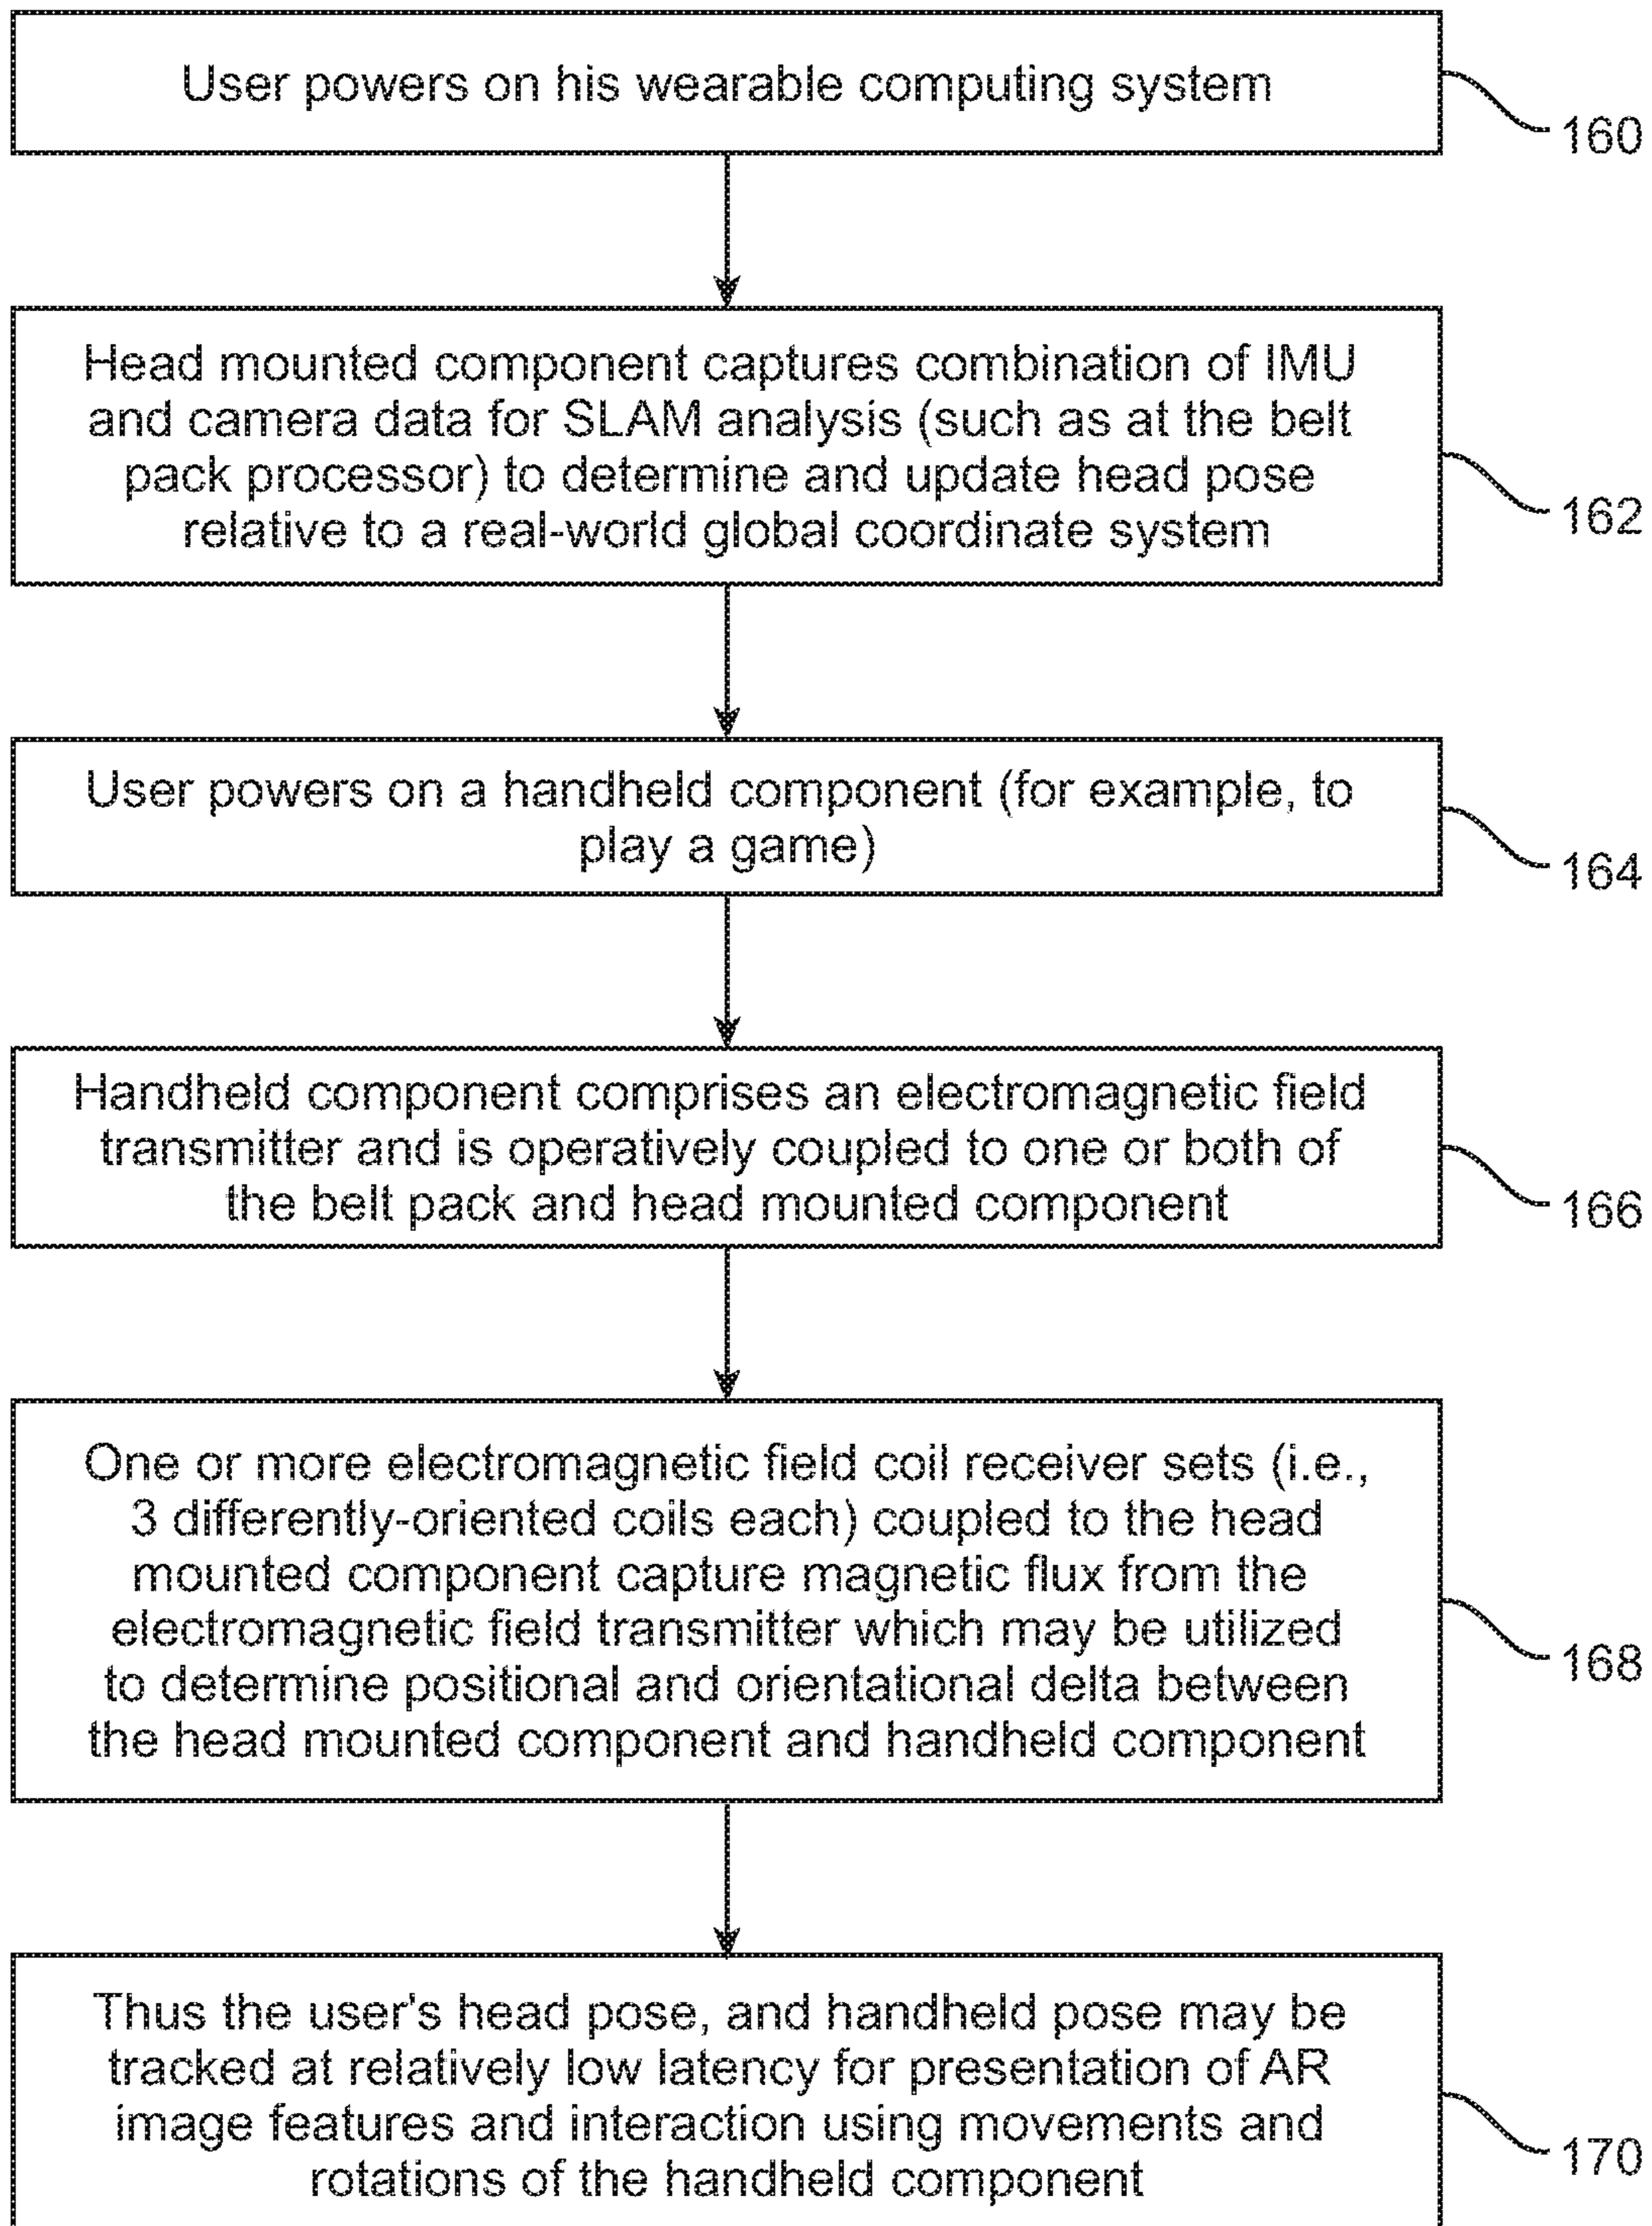 User powers on his wearable computing system
160
Head mounted component captures combination of IMU
and camera data for SLAM analysis (such as at the belt
pack processor) to determine and update head pose
relative to a real-world global coordinate system
162
User powers on a handheld component (for example, to
play a game)
164
Handheld component comprises an electromagnetic field
transmitter and is operatively coupled to one or both of
the belt pack and head mounted component
166
One or more electromagnetic field coil receiver sets (i.e.,
3 differently-oriented coils each) coupled to the head
mounted component capture magnetic flux from the
electromagnetic field transmitter which may be utilized
to determine positional and orientational delta between
the head mounted component and handheld component
168
Thus the user's head pose, and handheld pose may be
tracked at relatively low latency for presentation of AR
image features and interaction using movements and
rotations of the handheld component
170